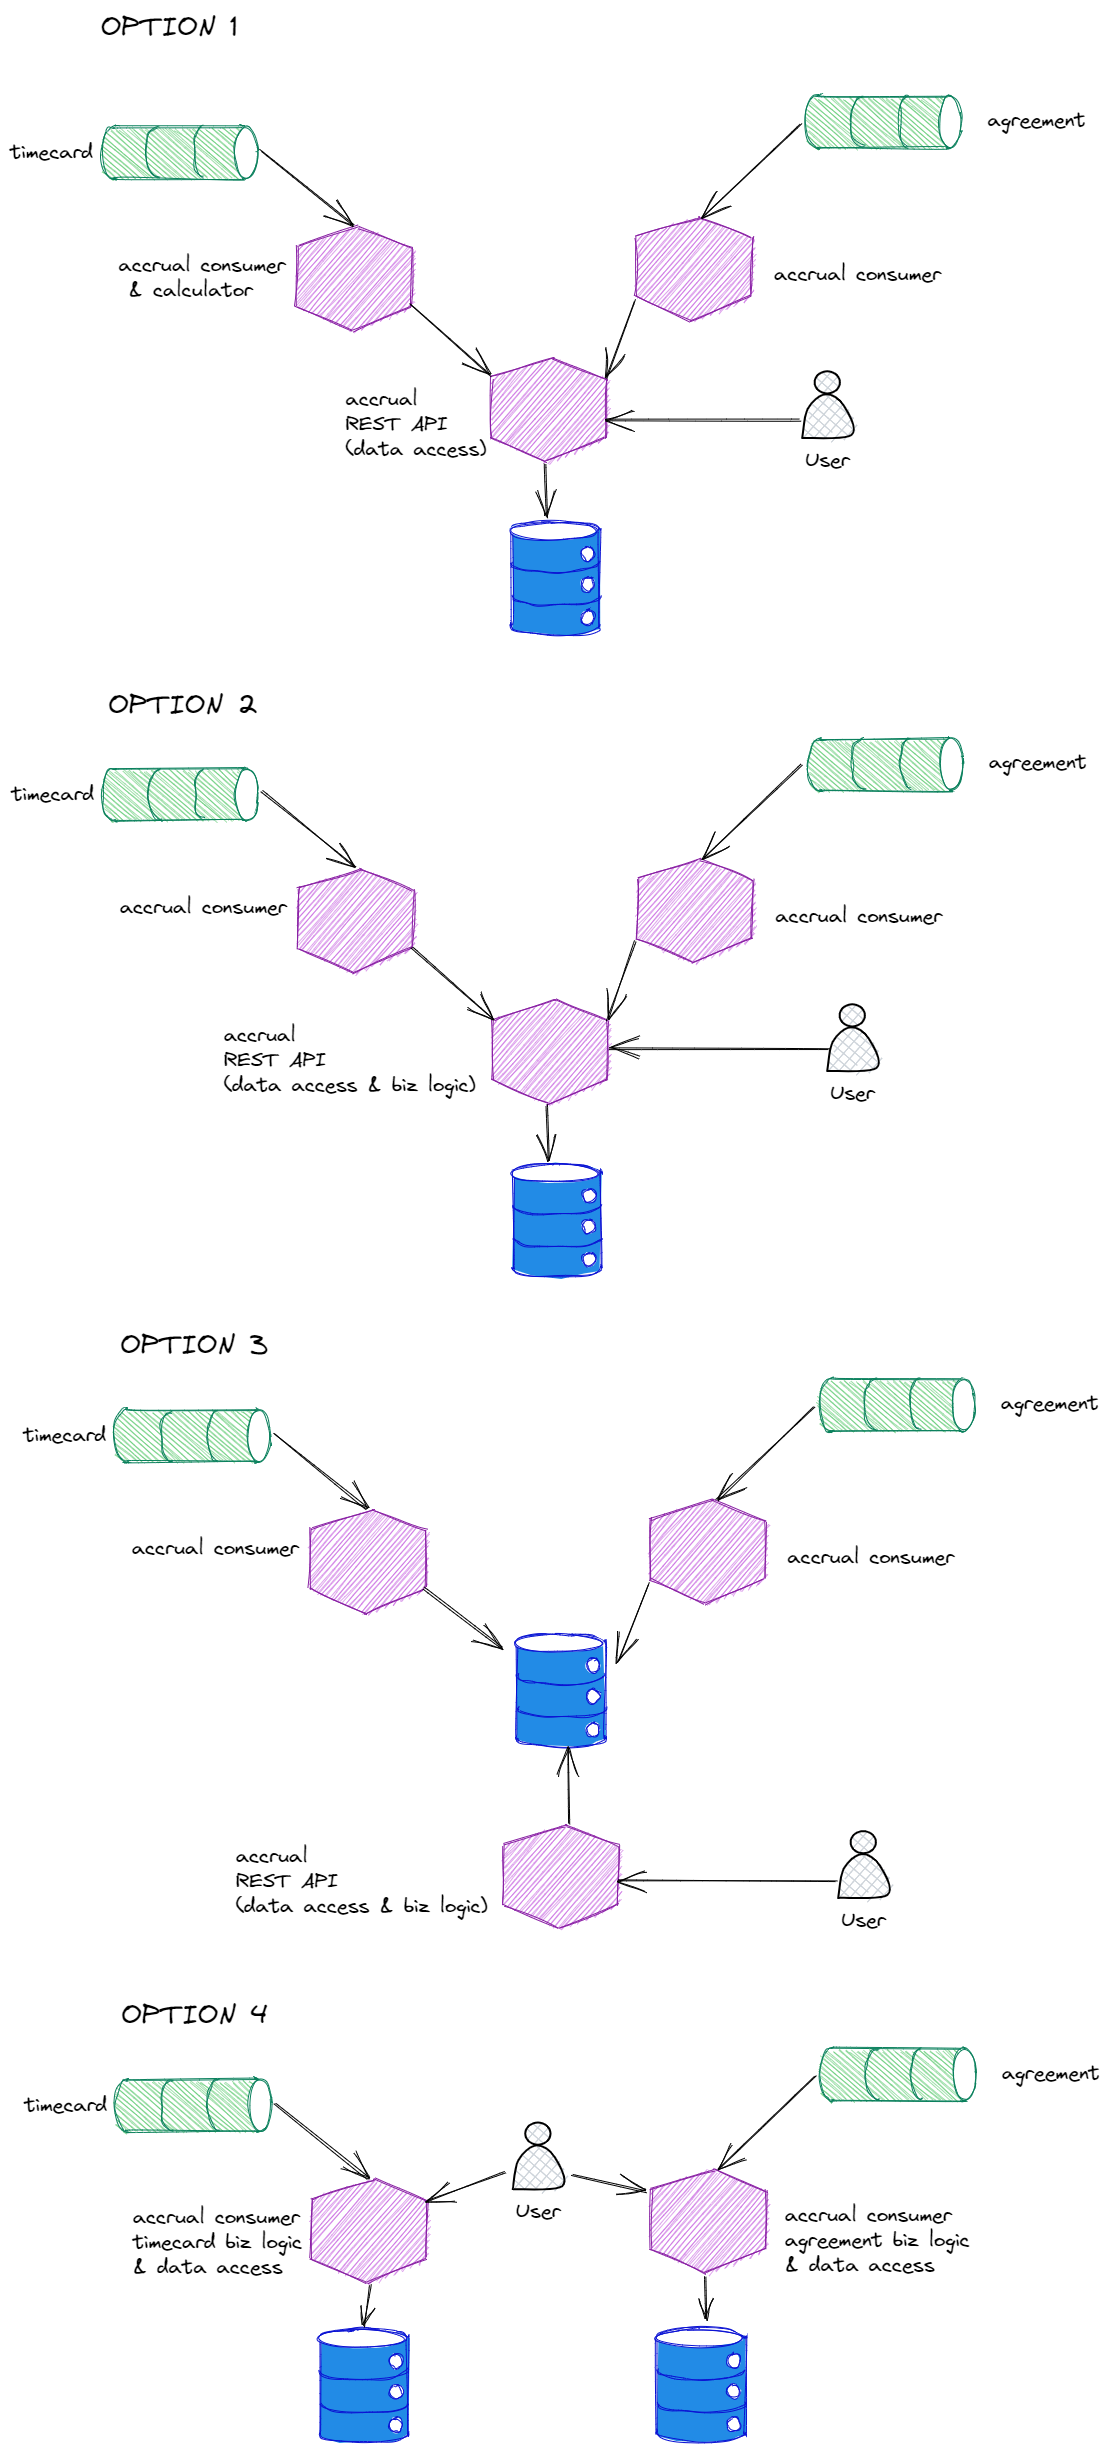 OPTION 1
timecard
agreement
accrual consumer
& calculator
accrual consumer
accrual
REST API
(data access)
User
OPTION 2
timecard
agreement
accrual consumer
accrual consumer
accrual
REST API
(data access & biz logic)
User
OPTION 3
timecard
agreement
accrual consumer
accrual consumer
accrual
REST API
(data access & biz logic)
User
OPTION 4
timecard
agreement
User
accrual consumer
timecard biz logic
& data access
accrual consumer
agreement biz logic
& data access